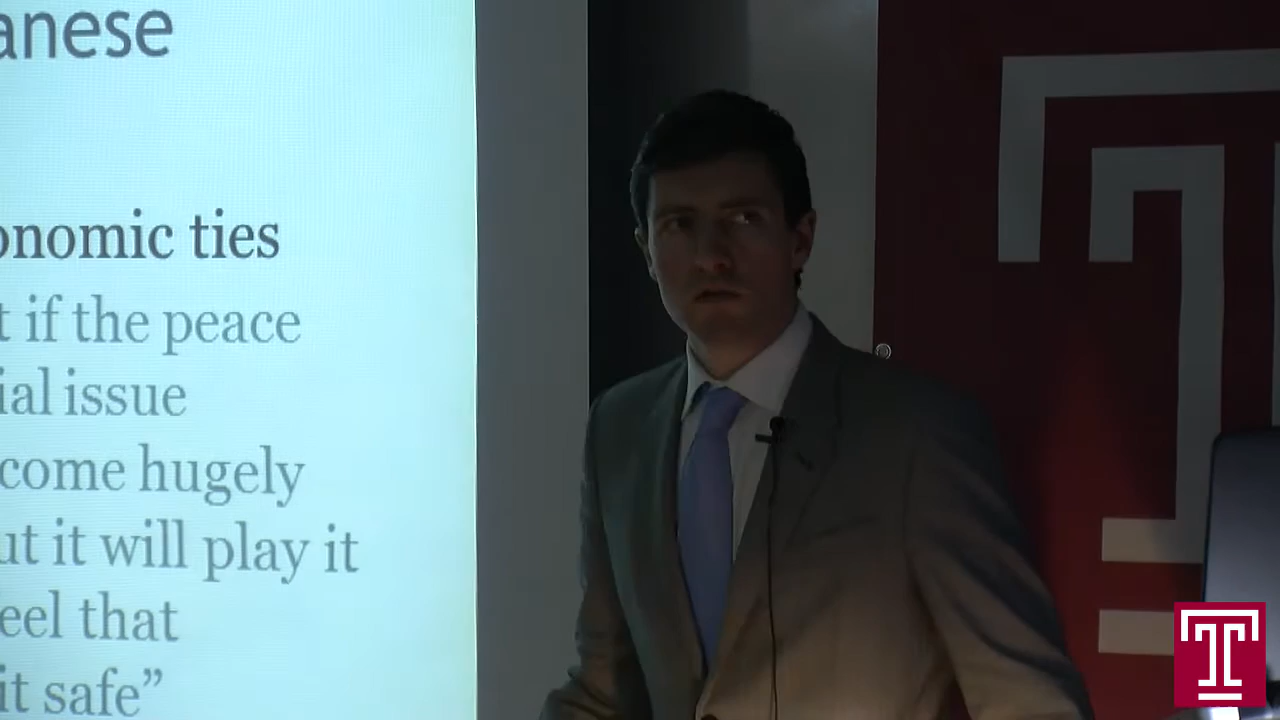 anese
onomic ties
t if the peace
ial issue
come hugely
ut it will play it
eel that
it safe”